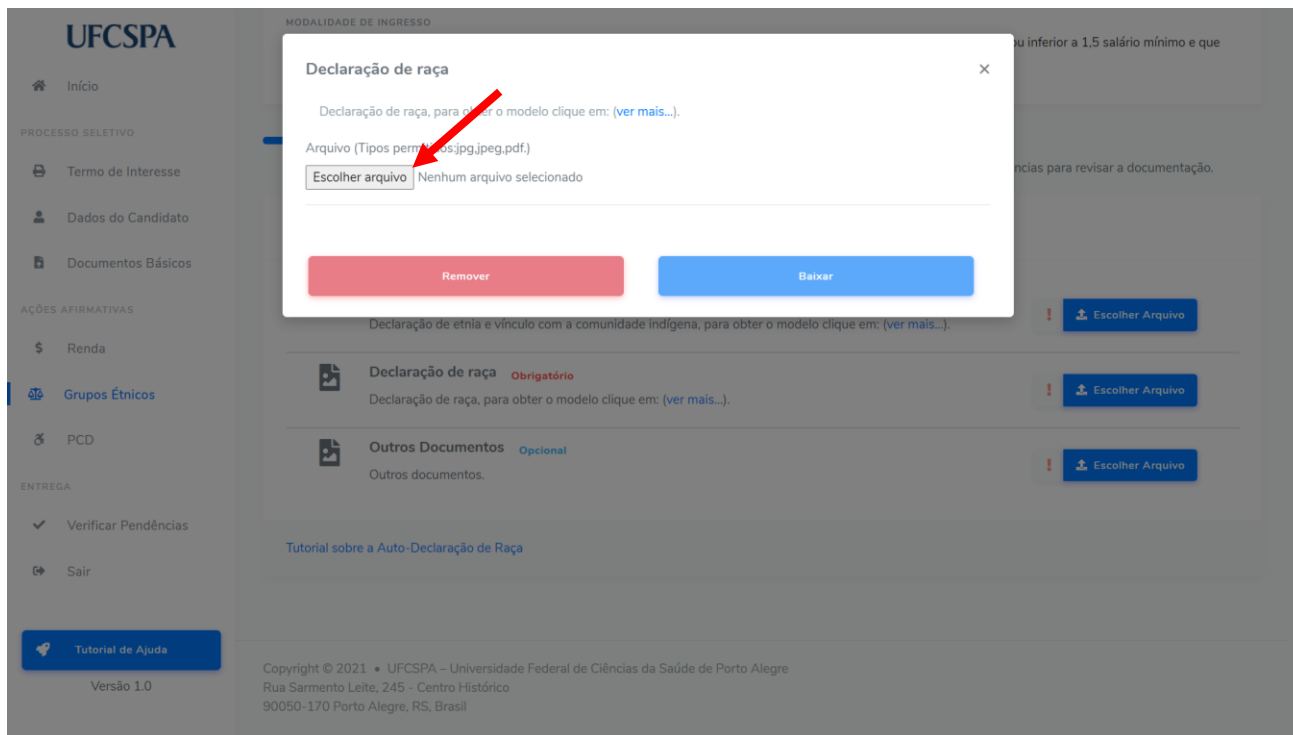 UFCSPA
Início
PROCESSO SELETIVO
Termo de Interesse
Dados do Candidato
Documentos Básicos
AÇÕES AFIRMATIVAS
Renda
Grupos Étnicos
PCD
ENTREGA
Verificar Pendências
Sair
Tutorial de Ajuda
Versão 1.0
MODALIDADE DE INGRESSO
ou inferior a 1,5 salário mínimo e que
Declaração de raça ×
Declaração de raça, para obter o modelo clique em: (ver mais...).
Arquivo (Tipos permitivos:jpg,jpeg,pdf.)
Escolher arquivo Nenhum arquivo selecionado
ncias para revisar a documentação.
Remover Baixar
Declaração de etnia e vínculo com a comunidade indígena, para obter o modelo clique em: (ver mais...).
! Escolher Arquivo
Declaração de raça Obrigatório
Declaração de raça, para obter o modelo clique em: (ver mais...).
! Escolher Arquivo
Outros Documentos Opcional
Outros documentos.
! Escolher Arquivo
Tutorial sobre a Auto-Declaração de Raça
Copyright © 2021 • UFCSPA – Universidade Federal de Ciências da Saúde de Porto Alegre
Rua Sarmento Leite, 245 - Centro Histórico
90050-170 Porto Alegre, RS, Brasil